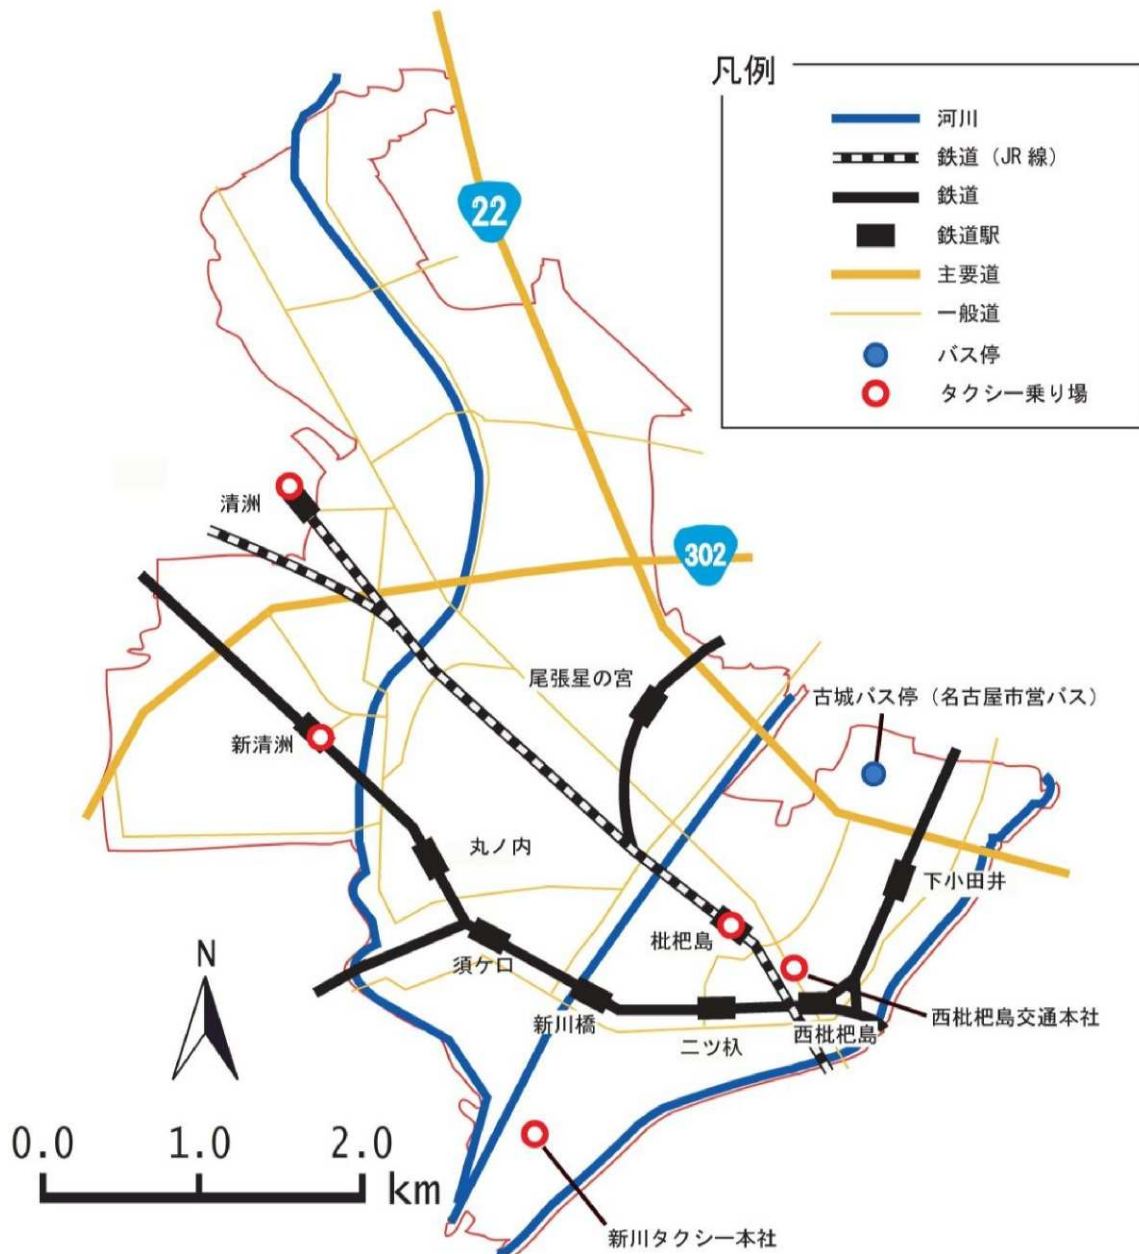 凡例
河川
鉄道（JR 線）
鉄道
鉄道駅
主要道
一般道
バス停
タクシー乗り場
22
清洲
302
尾張星の宮
古城バス停（名古屋市営バス）
新清洲
丸ノ内
下小田井
枇杷島
須ケ口
N
新川橋
二ツ杁
西枇杷島
西枇杷島交通本社
0.0 1.0 2.0
km
新川タクシー本社